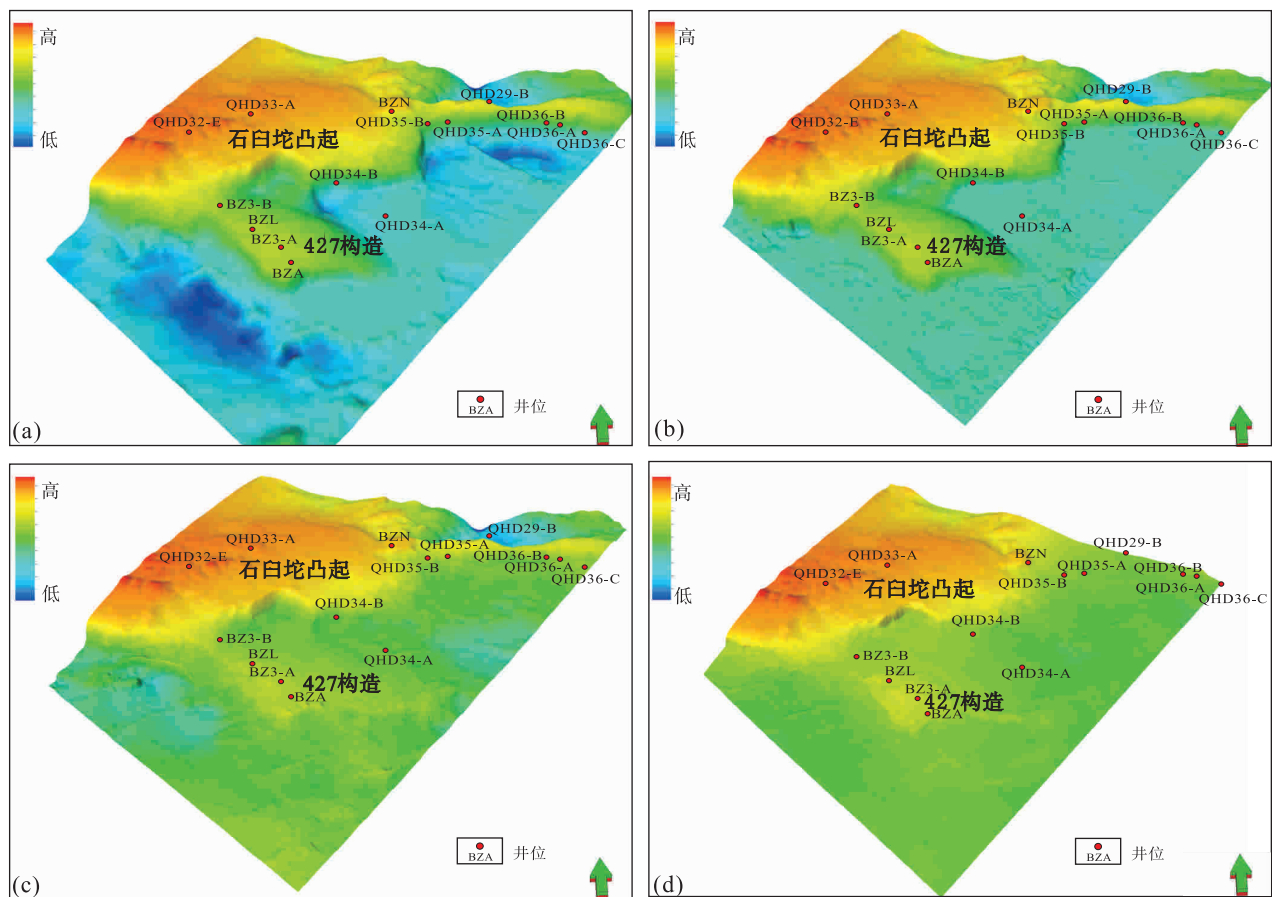 高
低
QHD33-A
QHD32-E
石臼坨凸起
BZN
QHD29-B
QHD35-B
QHD35-A
QHD36-B
QHD36-A
QHD36-C
QHD34-B
QHD34-A
BZ3-B
BZL
BZ3-A
427构造
BZA
BZA 井位
(a)
高
低
QHD33-A
QHD32-E
石臼坨凸起
BZN
QHD29-B
QHD35-A
QHD35-B
QHD36-B
QHD36-A
QHD36-C
QHD34-B
QHD34-A
BZ3-B
BZL
BZ3-A
427构造
BZA
BZA 井位
(b)
高
低
QHD33-A
QHD32-E
石臼坨凸起
BZN
QHD29-B
QHD35-A
QHD35-B
QHD36-B
QHD36-A
QHD36-C
QHD34-B
QHD34-A
BZ3-B
BZL
BZ3-A
427构造
BZA
BZA 井位
(c)
高
低
QHD33-A
QHD32-E
石臼坨凸起
BZN
QHD29-B
QHD35-A
QHD35-B
QHD36-B
QHD36-A
QHD36-C
QHD34-B
QHD34-A
BZ3-B
BZL
BZ3-A
427构造
BZA
BZA 井位
(d)